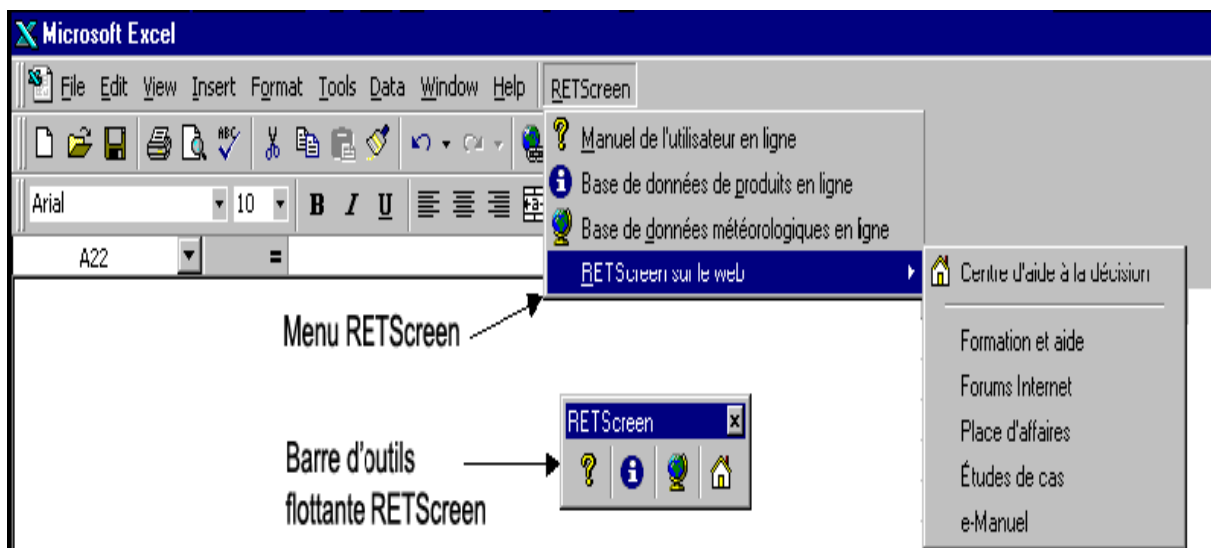 Microsoft Excel
File Edit View Insert Format Tools Data Window Help RETScreen
ABC
Manuel de l'utilisateur en ligne
Base de données de produits en ligne
Arial 10 B I U
a
Base de données météorologiques en ligne
A22 =
RETScreen sur le web
Centre d'aide à la décision
Menu RETScreen
Formation et aide
Forums Internet
Place d'affaires
Études de cas
e-Manuel
RETScreen
Barre d'outils
flottante RETScreen